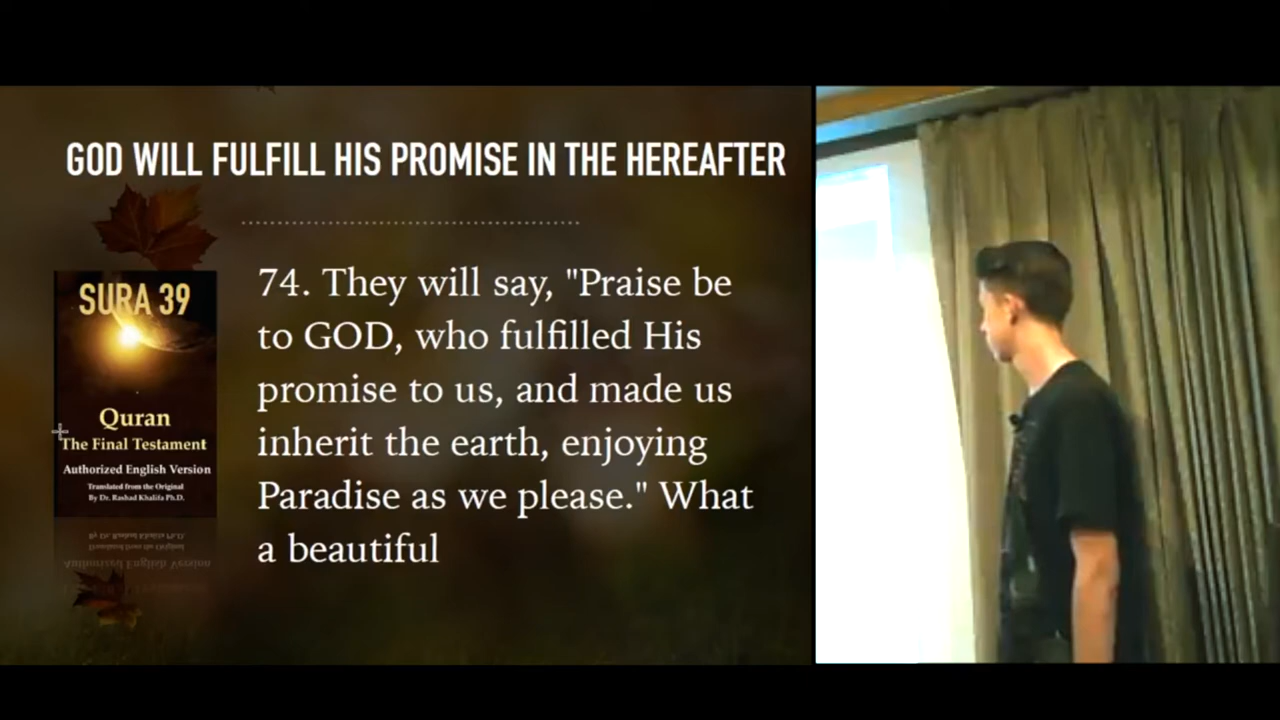 GOD WILL FULFILL HIS PROMISE IN THE HEREAFTER
SURA 39
Quran
The Final Testament
Authorized English Version
Translated from the Original
By Dr. Rashad Khalifa Ph.D.
74. They will say, "Praise be
to GOD, who fulfilled His
promise to us, and made us
inherit the earth, enjoying
Paradise as we please." What
a beautiful